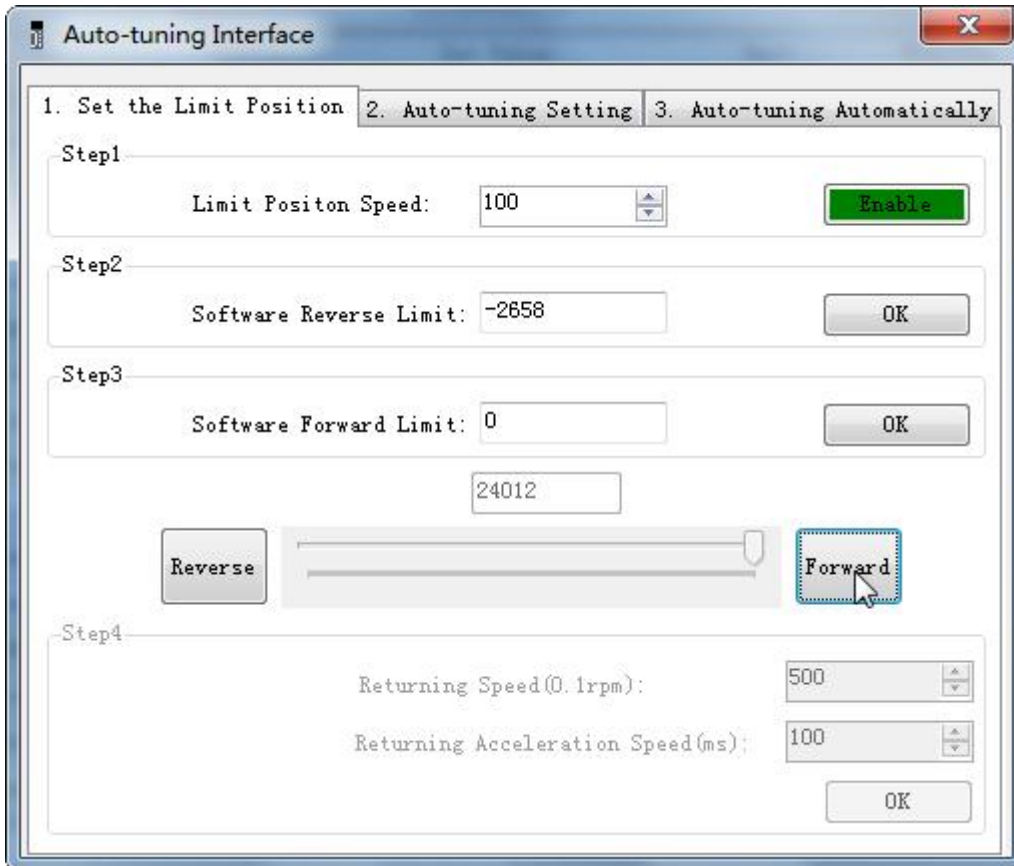 Auto-tuning Interface
1. Set the Limit Position
2. Auto-tuning Setting
3. Auto-tuning Automatically
Step1
Limit Positon Speed:
100
Enable
Step2
Software Reverse Limit:
-2658
OK
Step3
Software Forward Limit:
0
OK
24012
Reverse
Forward
Step4
Returning Speed(0.1rpm):
500
Returning Acceleration Speed(ms):
100
OK